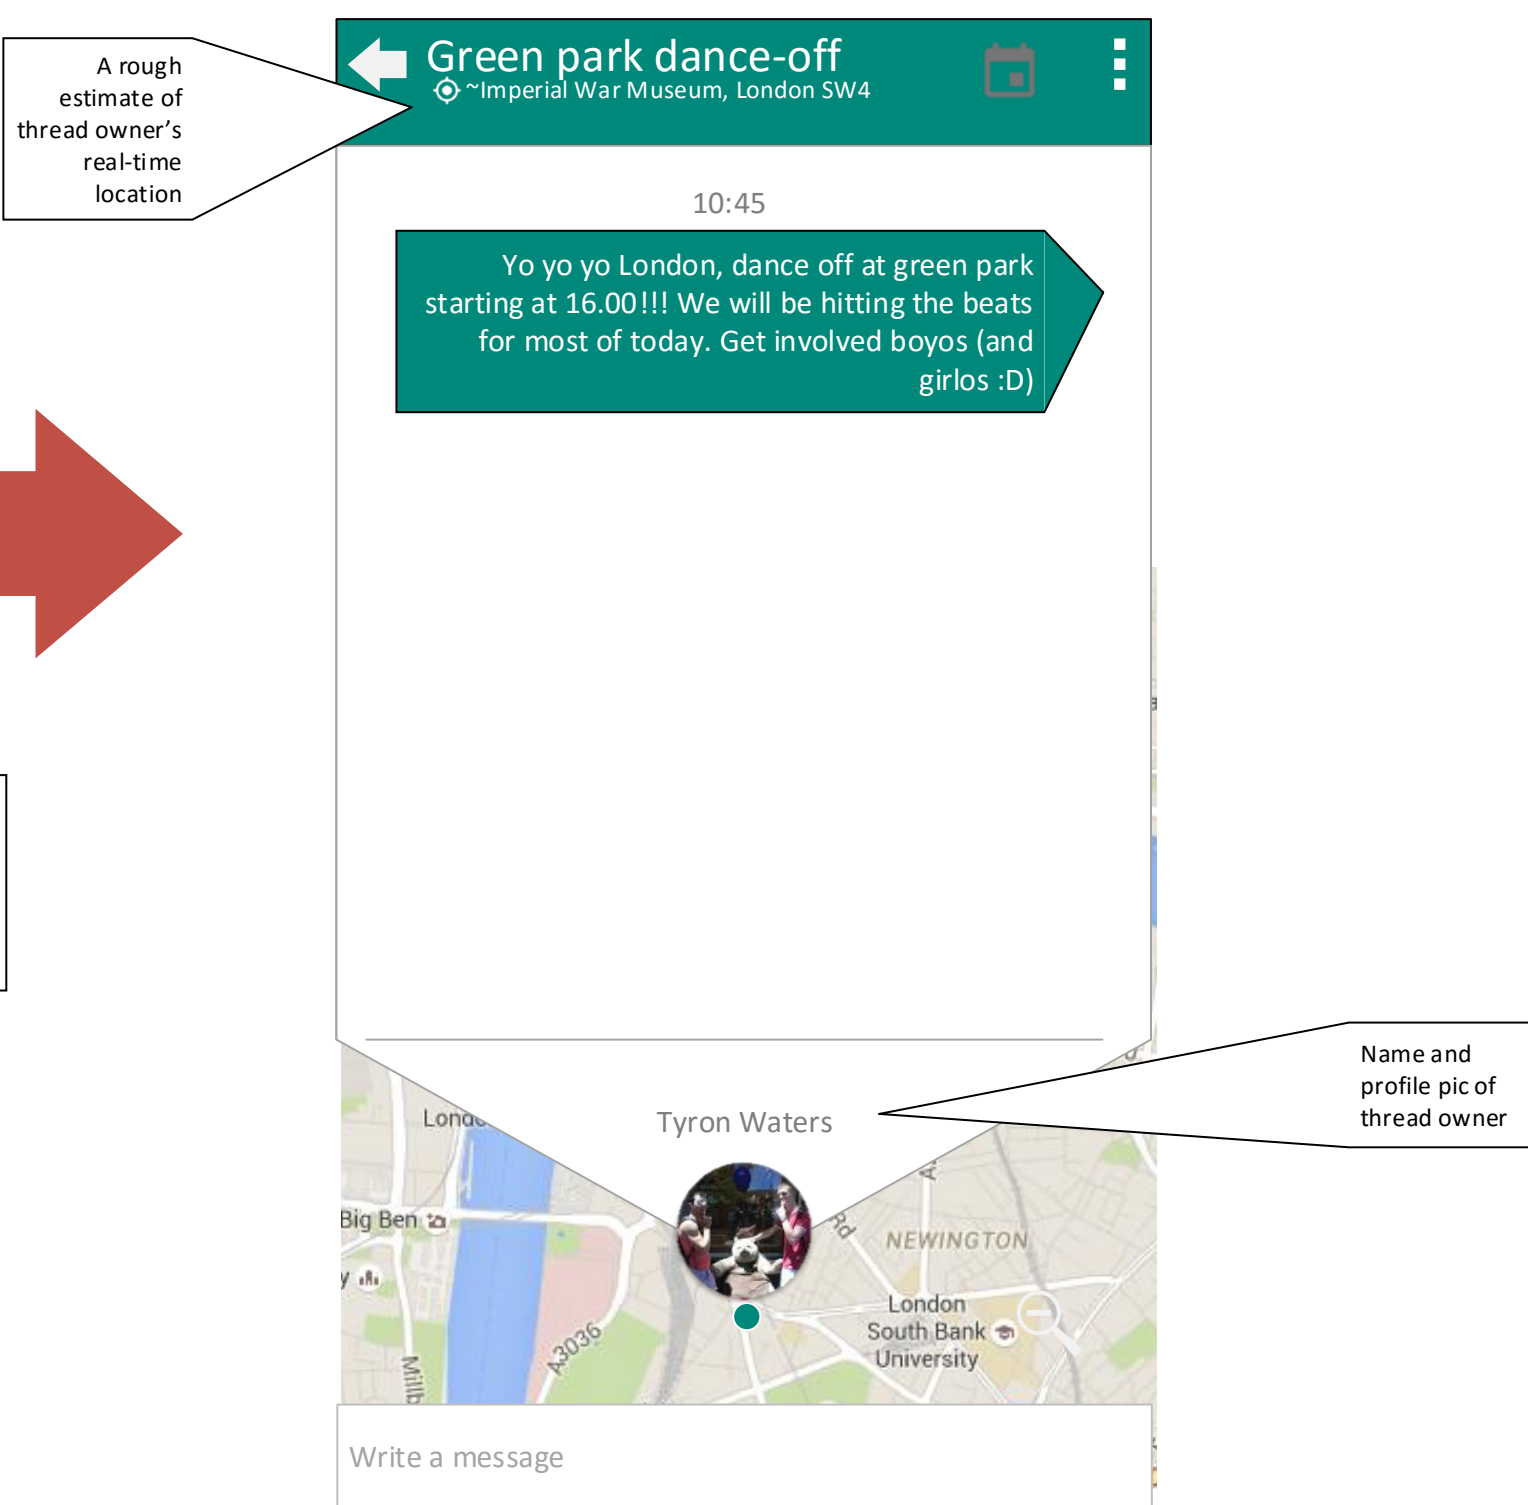 A rough
estimate of
thread owner’s
real-time
location
Green park dance-off
~Imperial War Museum, London SW4
10:45
Yo yo yo London, dance off at green park
starting at 16.00!!! We will be hitting the beats
for most of today. Get involved boyos (and
girlos :D)
Name and
profile pic of
thread owner
Tyron Waters
Big Ben
Rd
NEWINGTON
London
South Bank
University
A3036
Write a message